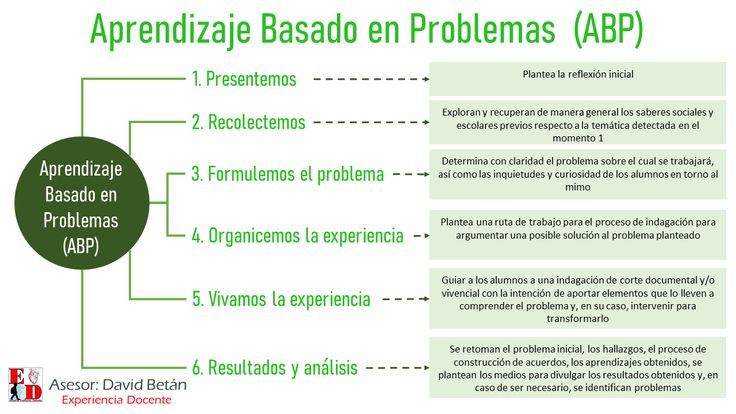 Aprendizaje Basado en Problemas (ABP)
Aprendizaje
Basado en
Problemas
(ABP)
1. Presentemos
Plantea la reflexión inicial
2. Recolectemos
Exploran y recuperan de manera general los saberes sociales y
escolares previos respecto a la temática detectada en el
momento 1
3. Formulemos el problema
Determina con claridad el problema sobre el cual se trabajará,
así como las inquietudes y curiosidad de los alumnos en torno al
mimo
4. Organicemos la experiencia
Plantea una ruta de trabajo para el proceso de indagación para
argumentar una posible solución al problema planteado
5. Vivamos la experiencia
Guiar a los alumnos a una indagación de corte documental y/o
vivencial con la intención de aportar elementos que lo lleven a
comprender el problema y, en su caso, intervenir para
transformarlo
6. Resultados y análisis
Se retoman el problema inicial, los hallazgos, el proceso de
construcción de acuerdos, los aprendizajes obtenidos, se
plantean los medios para divulgar los resultados obtenidos y, en
caso de ser necesario, se identifican problemas
E D
Asesor: David Betán
Experiencia Docente